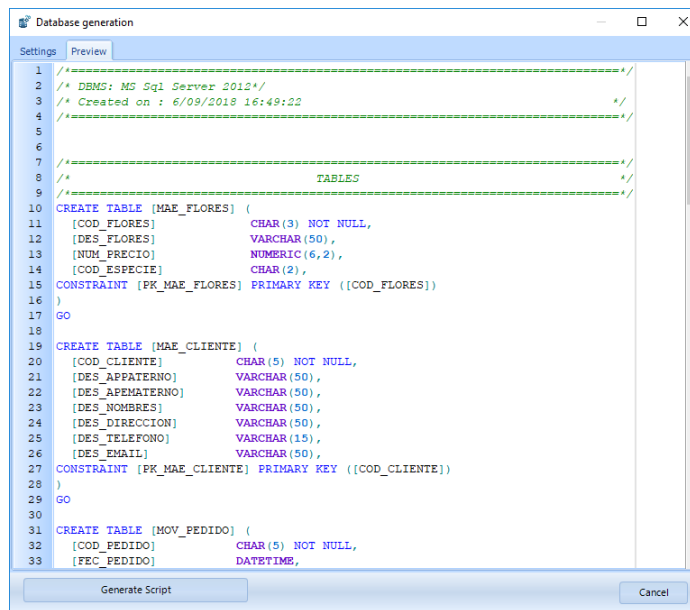 Database generation
Settings Preview
1 /*============================================================================*/
2 /* DBMS: MS Sql Server 2012*/
3 /* Created on : 6/09/2018 16:49:22 */
4 /*============================================================================*/
5
6
7 /*============================================================================*/
8 /* TABLES */
9 /*============================================================================*/
10 CREATE TABLE [MAE_FLORES] (
11 [COD_FLORES] CHAR(3) NOT NULL,
12 [DES_FLORES] VARCHAR(50),
13 [NUM_PRECIO] NUMERIC(6,2),
14 [COD_ESPECIE] CHAR(2),
15 CONSTRAINT [PK_MAE_FLORES] PRIMARY KEY ([COD_FLORES])
16 )
17 GO
18
19 CREATE TABLE [MAE_CLIENTE] (
20 [COD_CLIENTE] CHAR(5) NOT NULL,
21 [DES_APPATERNO] VARCHAR(50),
22 [DES_APEMATERNO] VARCHAR(50),
23 [DES_NOMBRES] VARCHAR(50),
24 [DES_DIRECCION] VARCHAR(50),
25 [DES_TELEFONO] VARCHAR(15),
26 [DES_EMAIL] VARCHAR(50),
27 CONSTRAINT [PK_MAE_CLIENTE] PRIMARY KEY ([COD_CLIENTE])
28 )
29 GO
30
31 CREATE TABLE [MOV_PEDIDO] (
32 [COD_PEDIDO] CHAR(5) NOT NULL,
33 [FEC_PEDIDO] DATETIME,
Generate Script Cancel